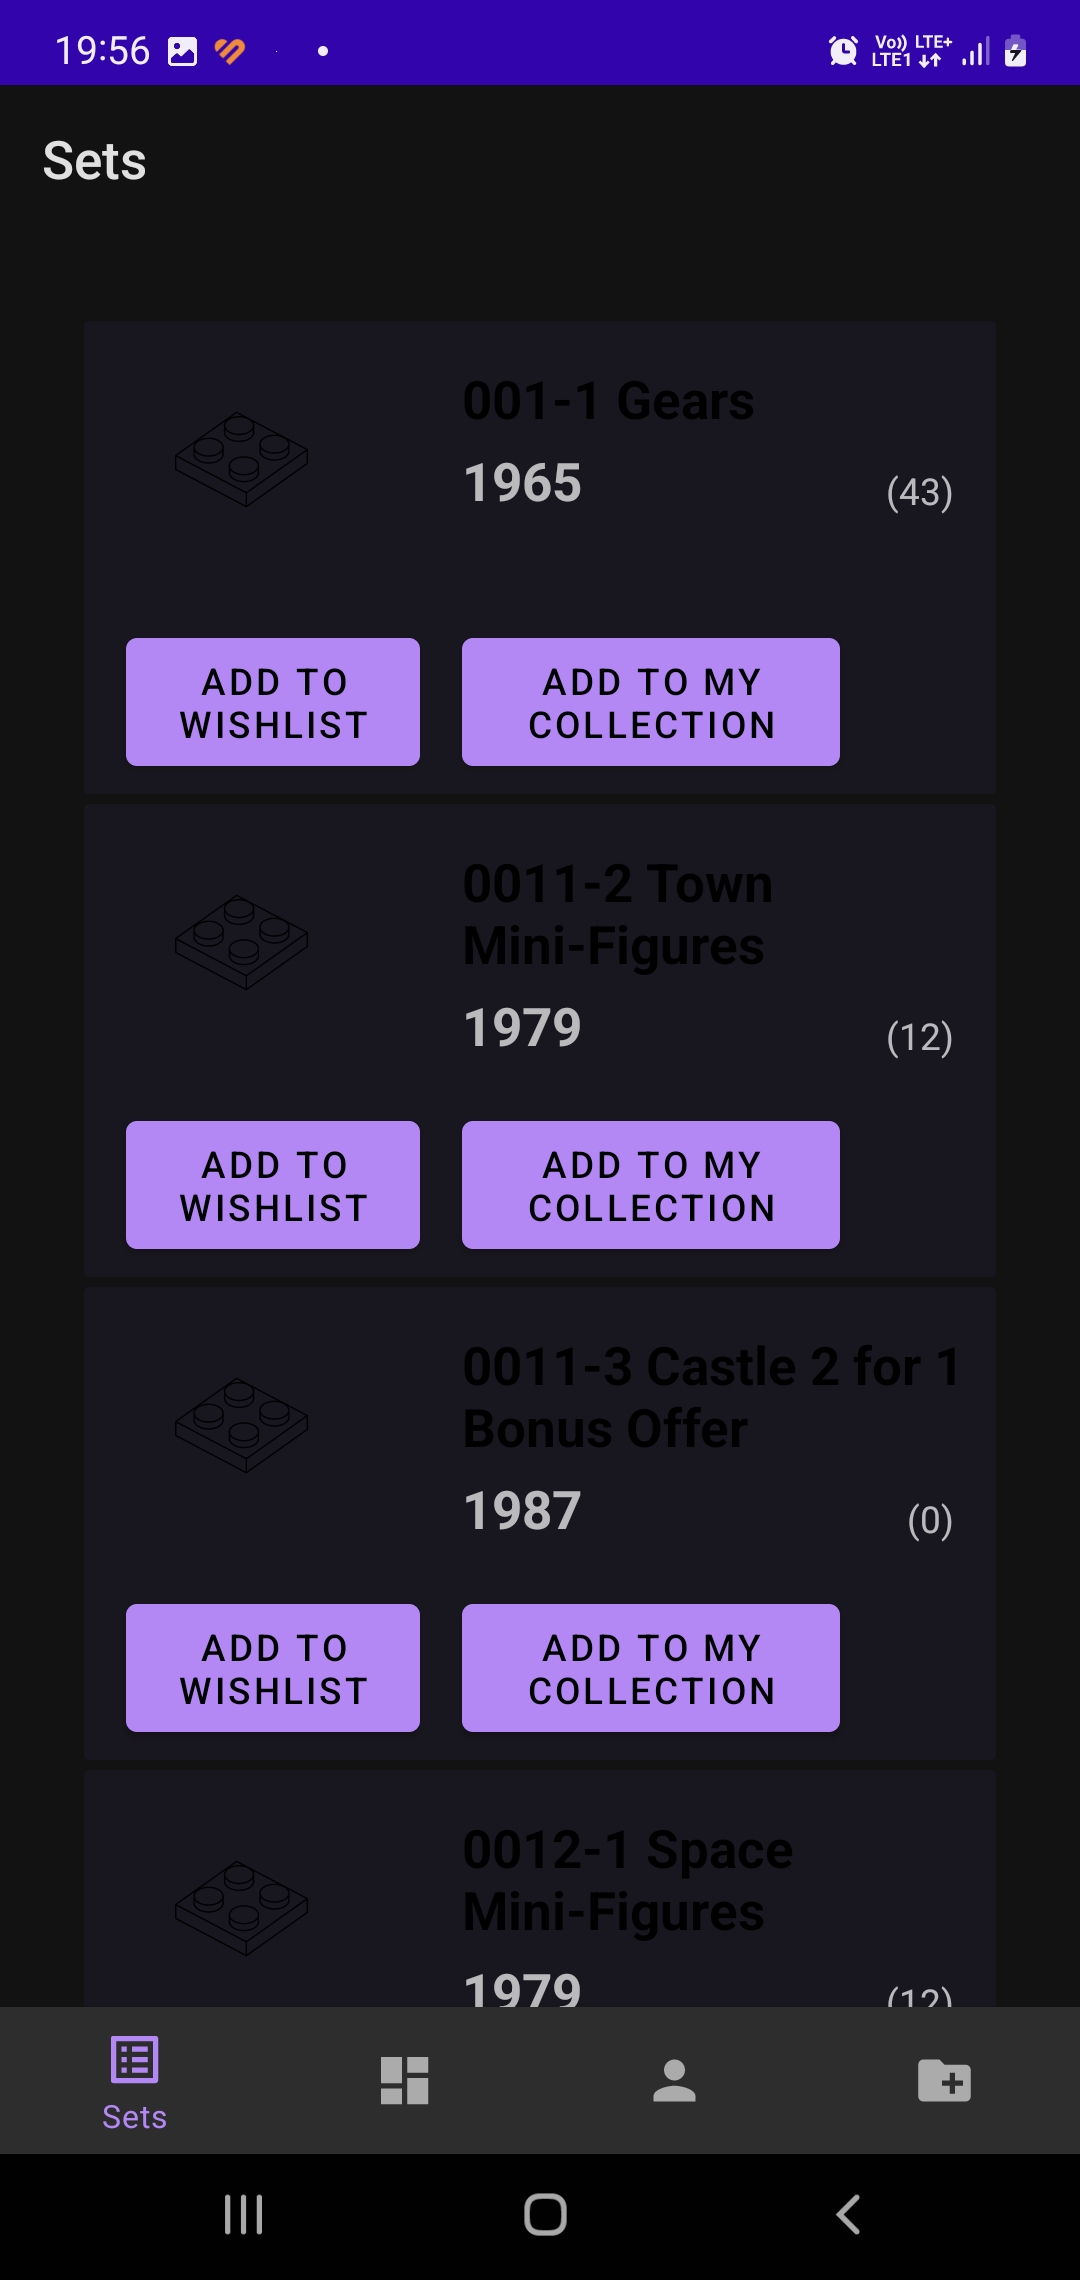 19:56
Vo)) LTE+
LTE1
Sets
001-1 Gears
1965
(43)
ADD TO
WISHLIST
ADD TO MY
COLLECTION
0011-2 Town
Mini-Figures
1979
(12)
ADD TO
WISHLIST
ADD TO MY
COLLECTION
0011-3 Castle 2 for 1
Bonus Offer
1987
(0)
ADD TO
WISHLIST
ADD TO MY
COLLECTION
0012-1 Space
Mini-Figures
1979
(12)
Sets